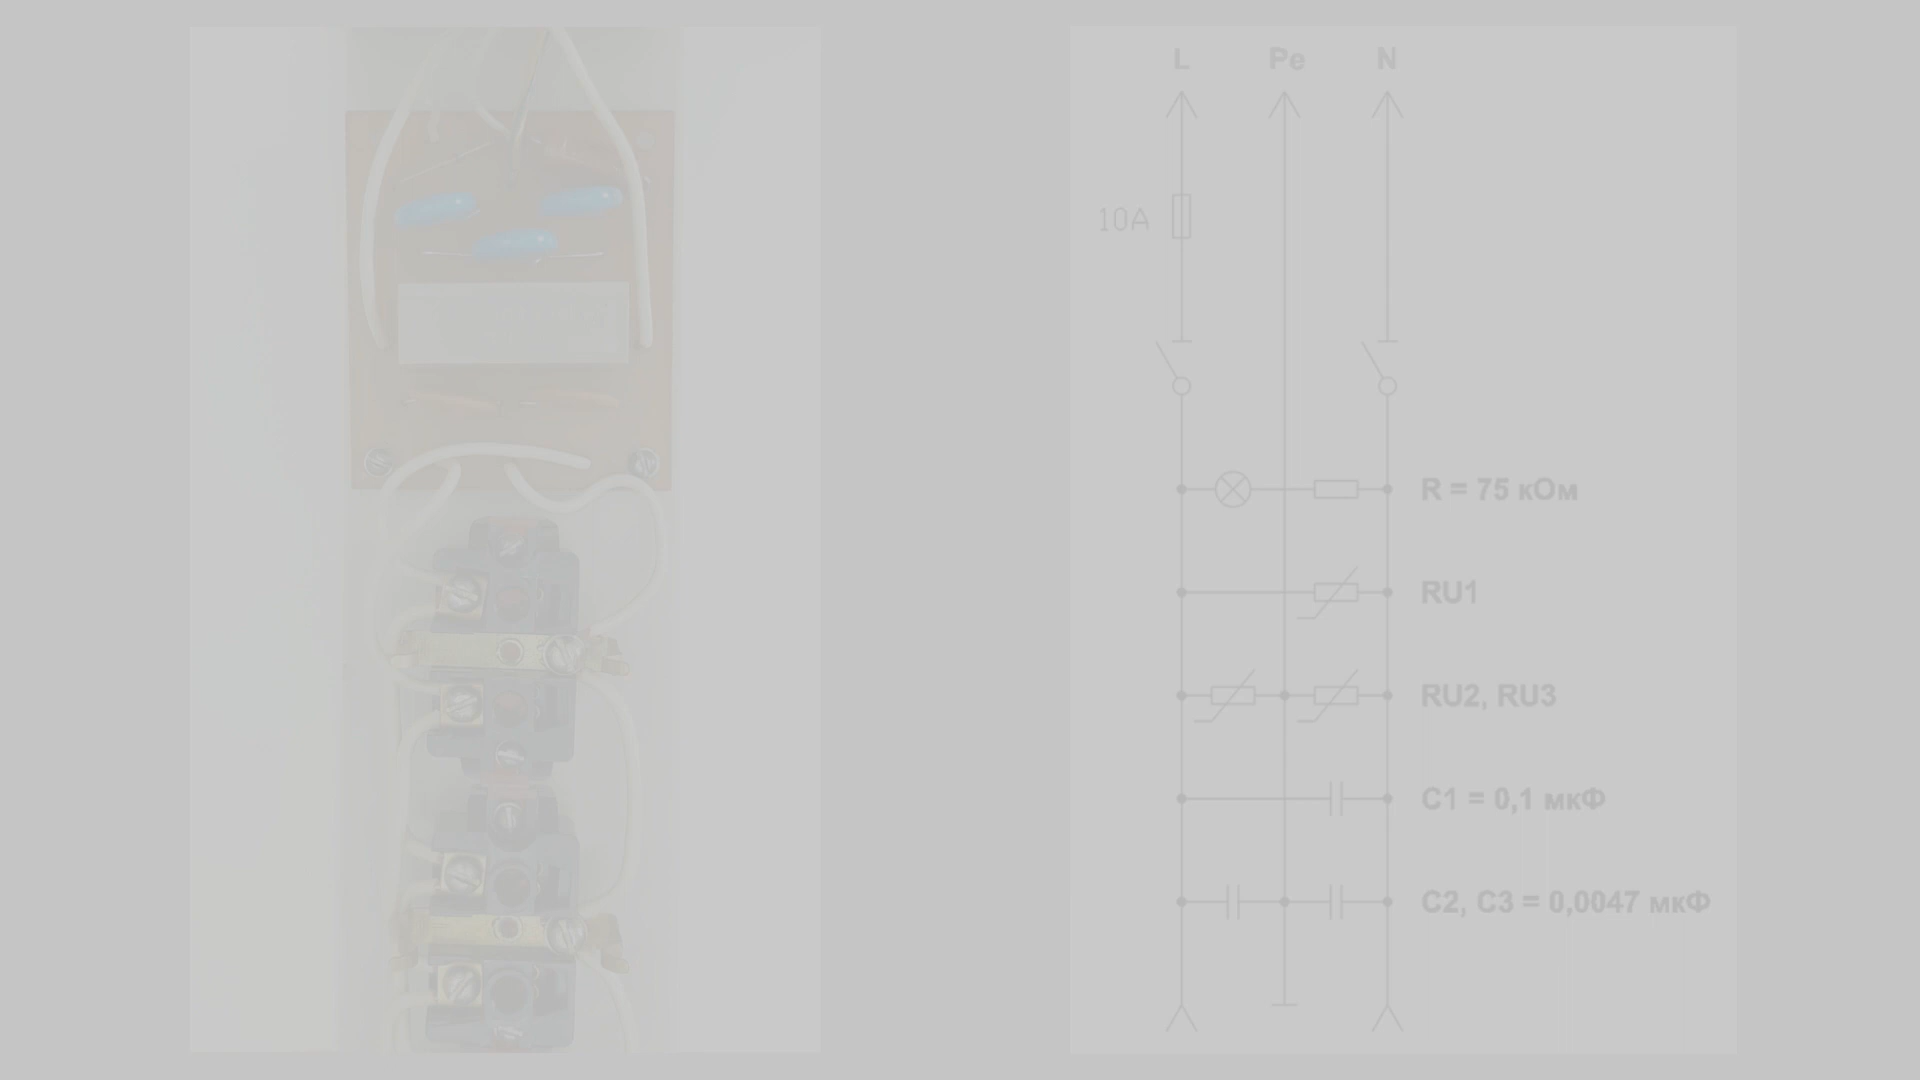 L Pe N
10A
R = 75 кОм
RU1
RU2, RU3
C1 = 0,1 мкФ
C2, C3 = 0,0047 мкФ